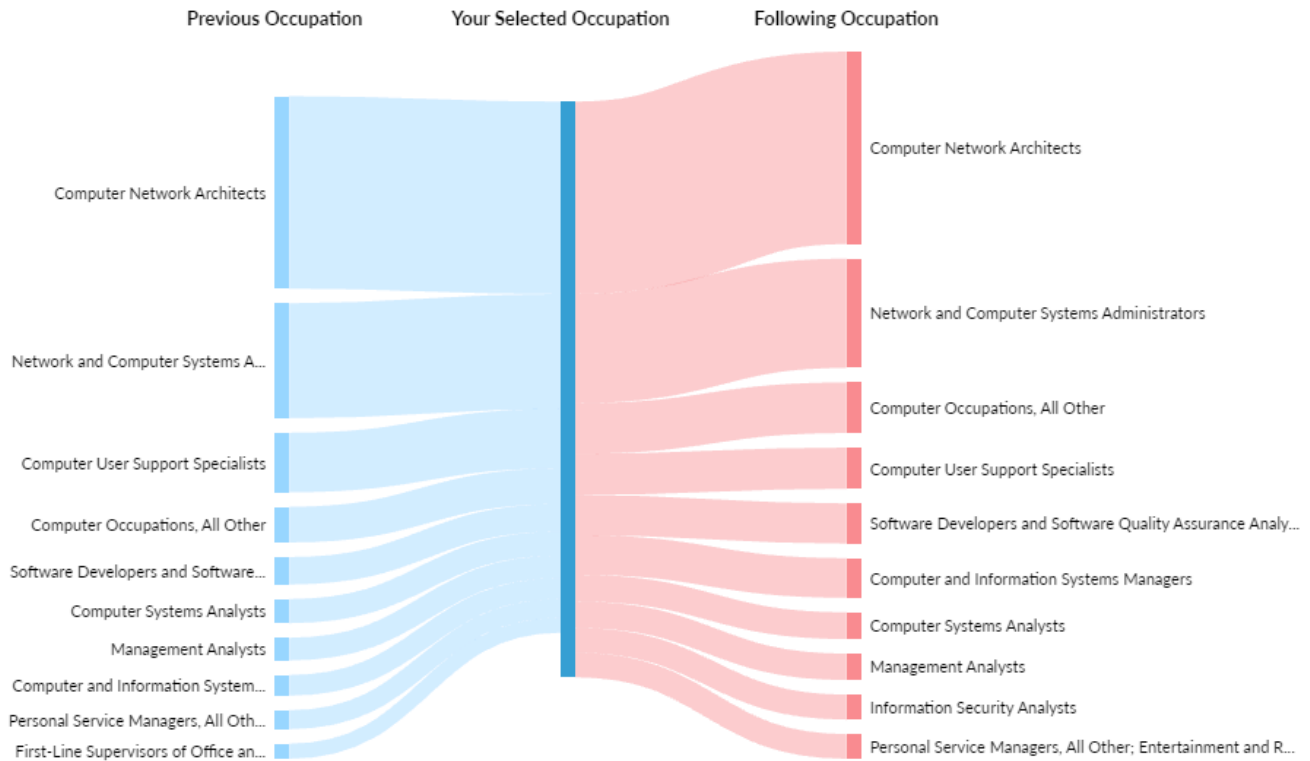 Previous Occupation
Your Selected Occupation
Following Occupation
Computer Network Architects
Network and Computer Systems A...
Computer User Support Specialists
Computer Occupations, All Other
Software Developers and Software...
Computer Systems Analysts
Management Analysts
Computer and Information System...
Personal Service Managers, All Oth...
First-Line Supervisors of Office an...
Computer Network Architects
Network and Computer Systems Administrators
Computer Occupations, All Other
Computer User Support Specialists
Software Developers and Software Quality Assurance Analy...
Computer and Information Systems Managers
Computer Systems Analysts
Management Analysts
Information Security Analysts
Personal Service Managers, All Other; Entertainment and R...